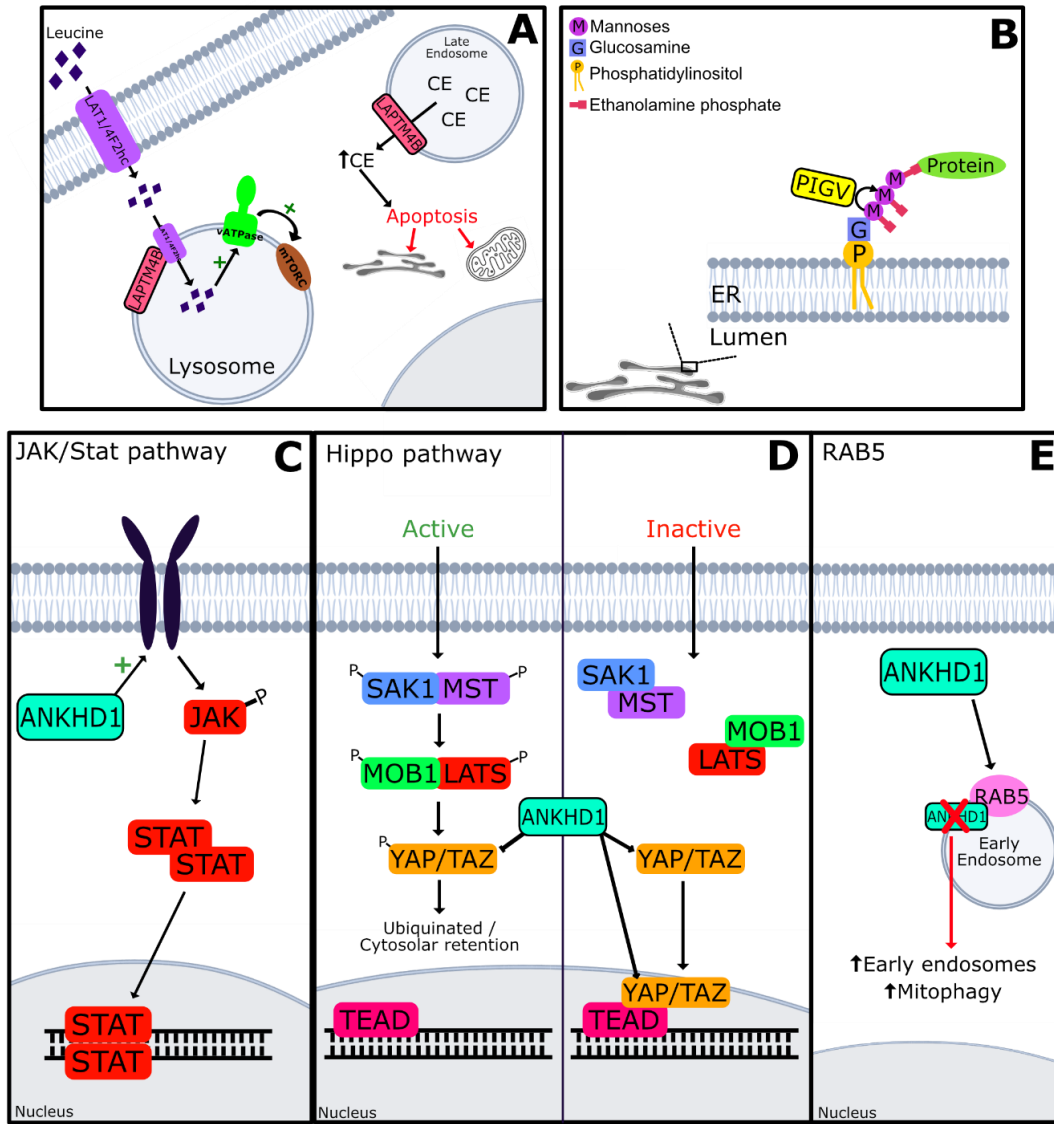 A
Leucine
LAT1/4F2hc
Late
Endosome
CE
CE
CE
LAPTM4B
↑CE
Apoptosis
LAT1/4F2hc
vATPase
+
+
mTORC
LAPTM4B
Lysosome
B
M Mannoses
G Glucosamine
P Phosphatidylinositol
Ethanolamine phosphate
Protein
PIGV
M
M
M
G
P
ER
Lumen
JAK/Stat pathway
C
+
ANKHD1
JAK
P
STAT
STAT
STAT
STAT
Nucleus
Hippo pathway
D
Active
P
SAK1
MST
P
P
MOB1
LATS
P
ANKHD1
P
YAP/TAZ
Ubiquinated /
Cytosolar retention
TEAD
Nucleus
Inactive
SAK1
MST
MOB1
LATS
YAP/TAZ
YAP/TAZ
TEAD
RAB5
E
ANKHD1
RAB5
ANKHD1
Early
Endosome
↑Early endosomes
↑Mitophagy
Nucleus